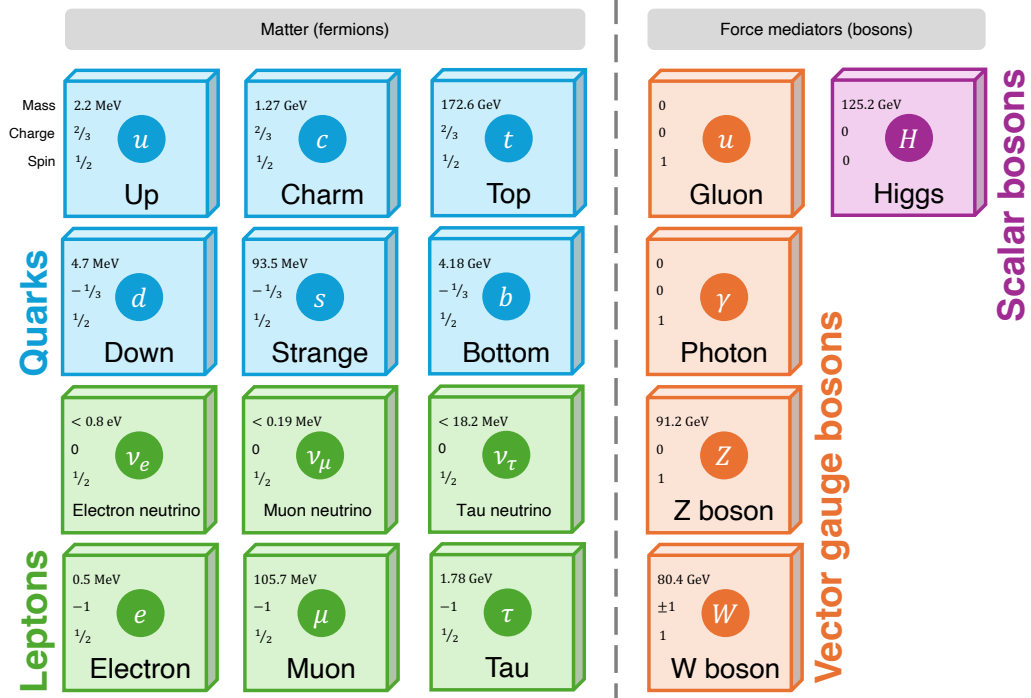 Matter (fermions)
Force mediators (bosons)
Mass
Charge
Spin
2.2 MeV
2/3
1/2
u
Up
1.27 GeV
2/3
1/2
c
Charm
172.6 GeV
2/3
1/2
t
Top
0
0
1
u
Gluon
125.2 GeV
0
0
H
Higgs
Scalar bosons
Quarks
4.7 MeV
− 1/3
1/2
d
Down
93.5 MeV
− 1/3
1/2
s
Strange
4.18 GeV
− 1/3
1/2
b
Bottom
0
0
1
γ
Photon
Vector gauge bosons
Leptons
< 0.8 eV
0
1/2
νe
Electron neutrino
< 0.19 MeV
0
1/2
νμ
Muon neutrino
< 18.2 MeV
0
1/2
ντ
Tau neutrino
91.2 GeV
0
1
Z
Z boson
0.5 MeV
−1
1/2
e
Electron
105.7 MeV
−1
1/2
μ
Muon
1.78 GeV
−1
1/2
τ
Tau
80.4 GeV
±1
1
W
W boson